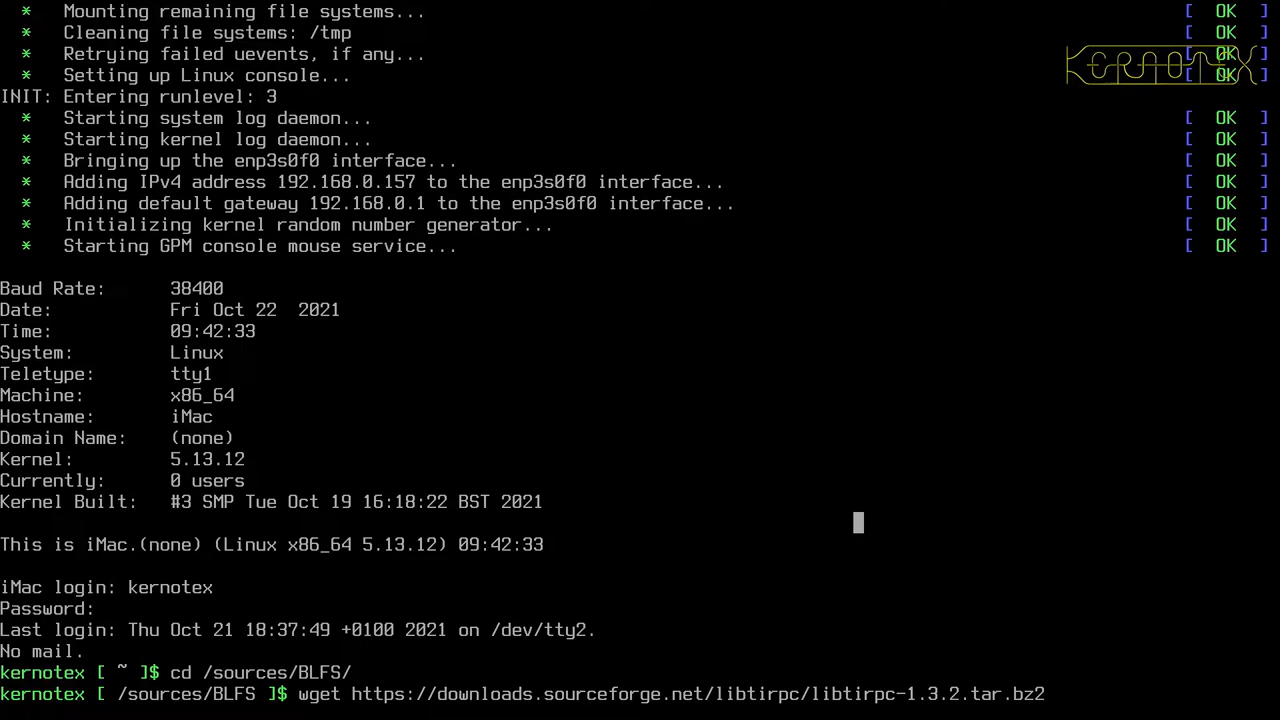 * Mounting remaining file systems... [ OK ]
* Cleaning file systems: /tmp [ OK ]
* Retrying failed uevents, if any... [ OK ]
* Setting up Linux console... [ OK ]
KERNOTEX
INIT: Entering runlevel: 3
* Starting system log daemon... [ OK ]
* Starting kernel log daemon... [ OK ]
* Bringing up the enp3s0f0 interface... [ OK ]
* Adding IPv4 address 192.168.0.157 to the enp3s0f0 interface... [ OK ]
* Adding default gateway 192.168.0.1 to the enp3s0f0 interface... [ OK ]
* Initializing kernel random number generator... [ OK ]
* Starting GPM console mouse service... [ OK ]
Baud Rate: 38400
Date: Fri Oct 22 2021
Time: 09:42:33
System: Linux
Teletype: tty1
Machine: x86_64
Hostname: iMac
Domain Name: (none)
Kernel: 5.13.12
Currently: 0 users
Kernel Built: #3 SMP Tue Oct 19 16:18:22 BST 2021
This is iMac.(none) (Linux x86_64 5.13.12) 09:42:33
iMac login: kernotex
Password:
Last login: Thu Oct 21 18:37:49 +0100 2021 on /dev/tty2.
No mail.
kernotex [ ~ ]$ cd /sources/BLFS/
kernotex [ /sources/BLFS ]$ wget https://downloads.sourceforge.net/libtirpc/libtirpc-1.3.2.tar.bz2